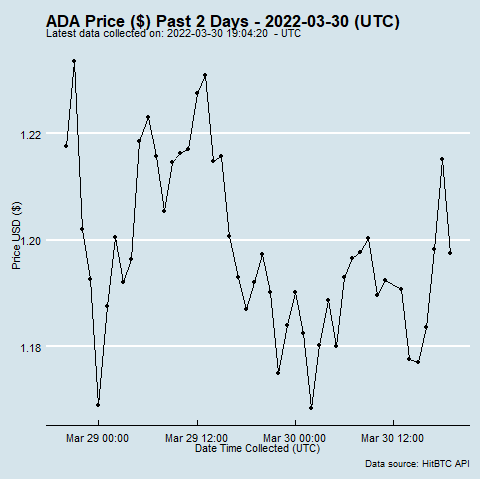 ADA Price ($) Past 2 Days - 2022-03-30 (UTC)
Latest data collected on: 2022-03-30 19:04:20  - UTC
1.22
1.20
1.18
Price USD ($)
Mar 29 00:00
Mar 29 12:00
Mar 30 00:00
Mar 30 12:00
Date Time Collected (UTC)
Data source: HitBTC API